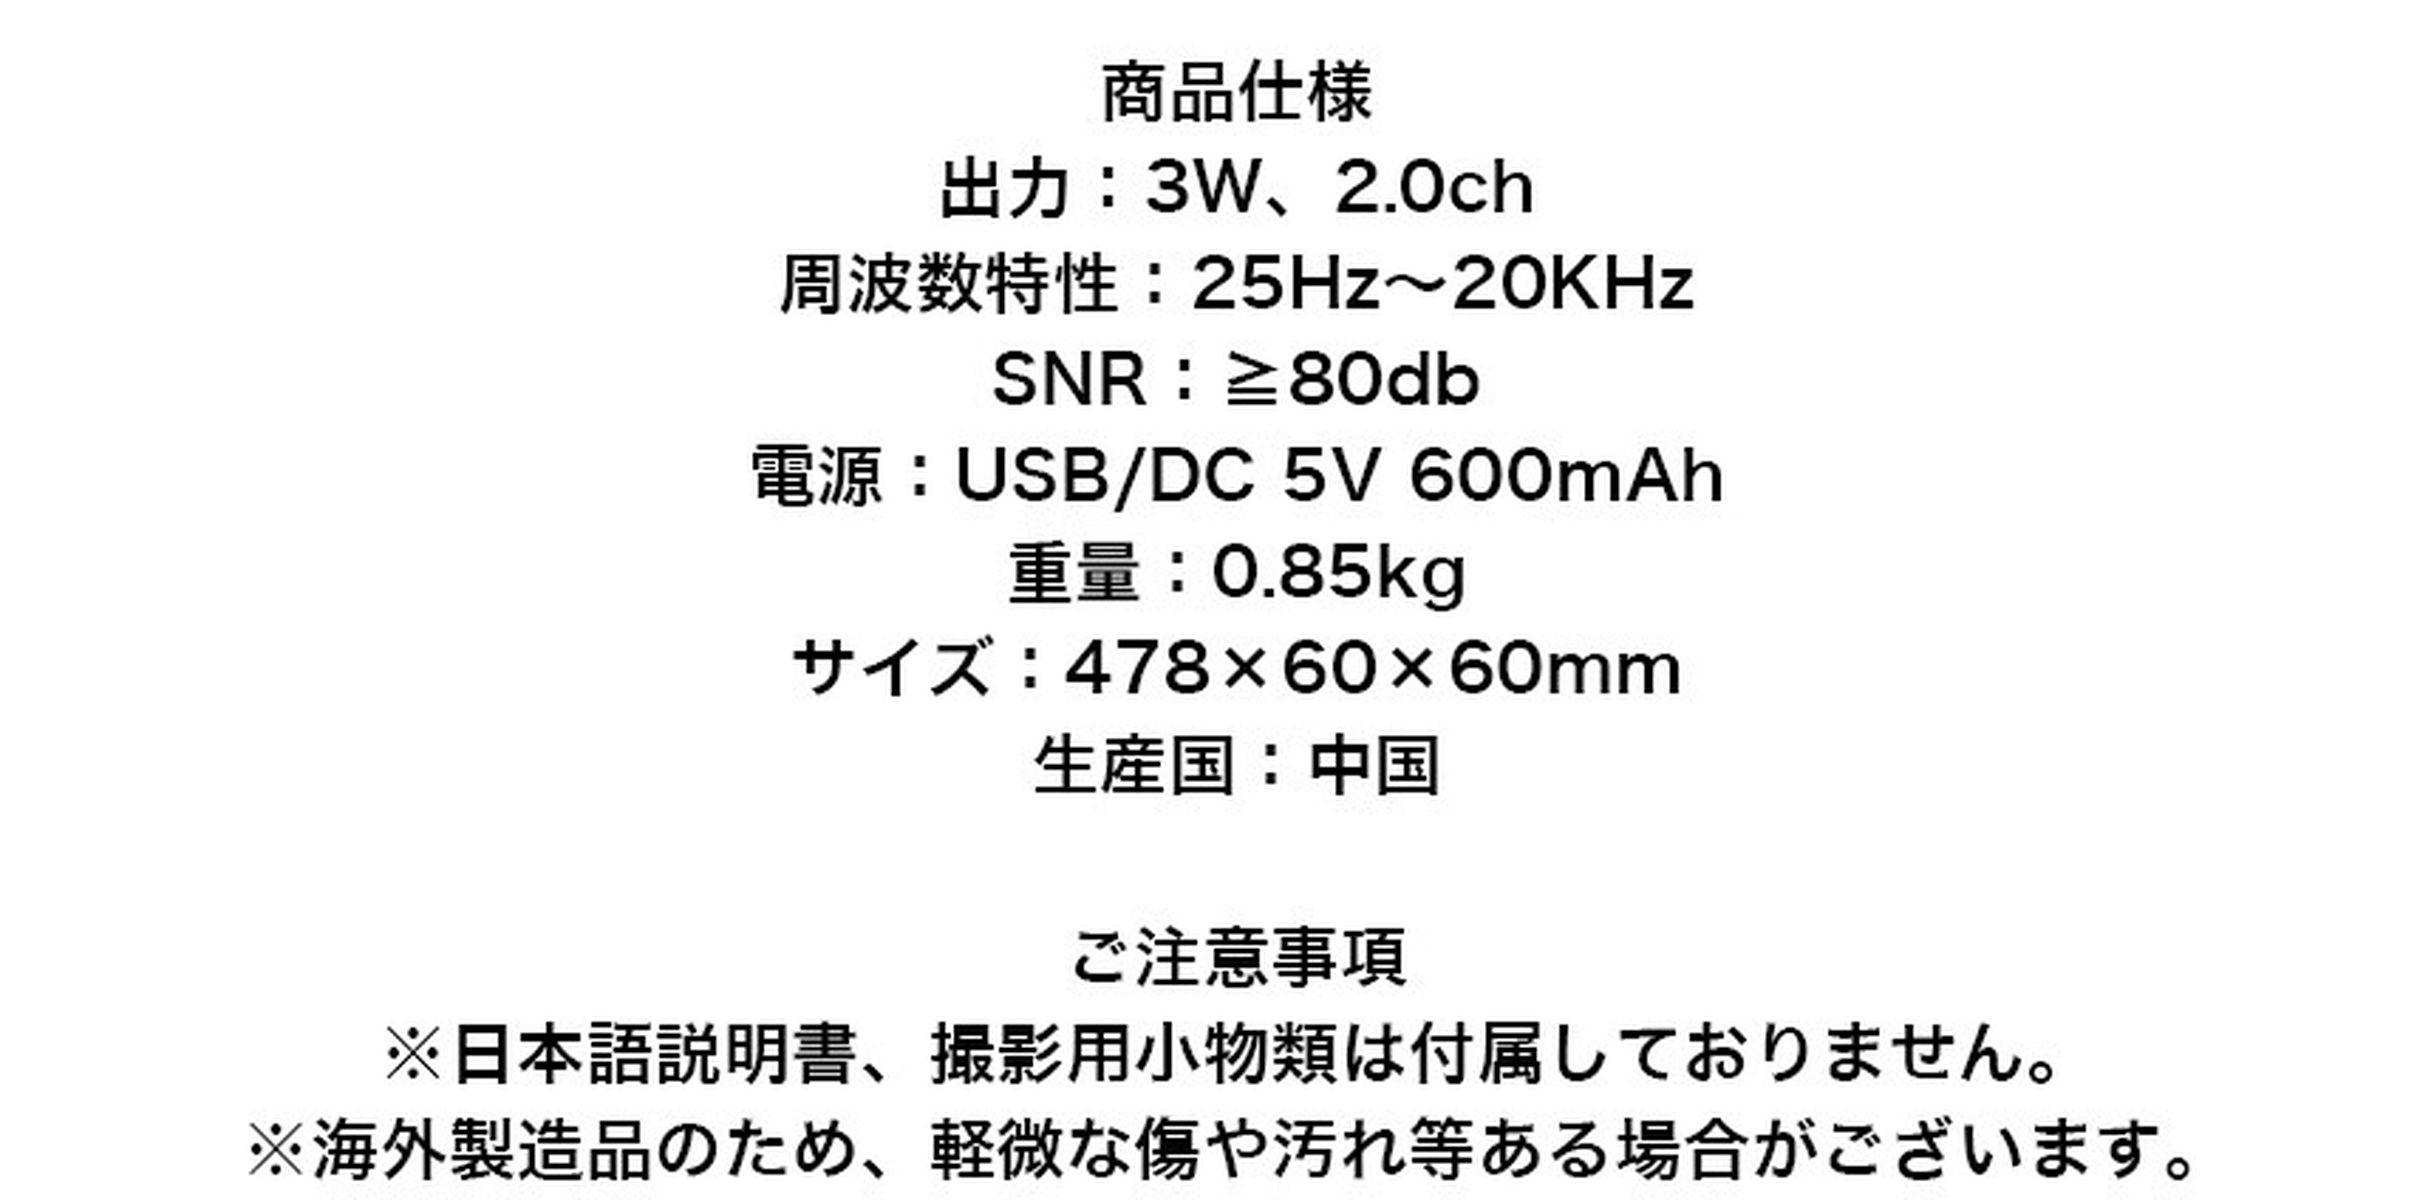 商品仕様
出力：3W、2.0ch
周波数特性：25Hz～20KHz
SNR：≧80db
電源：USB/DC 5V 600mAh
重量：0.85kg
サイズ：478×60×60mm
生産国：中国
ご注意事項
※日本語説明書、撮影用小物類は付属しておりません。
※海外製造品のため、軽微な傷や汚れ等ある場合がございます。